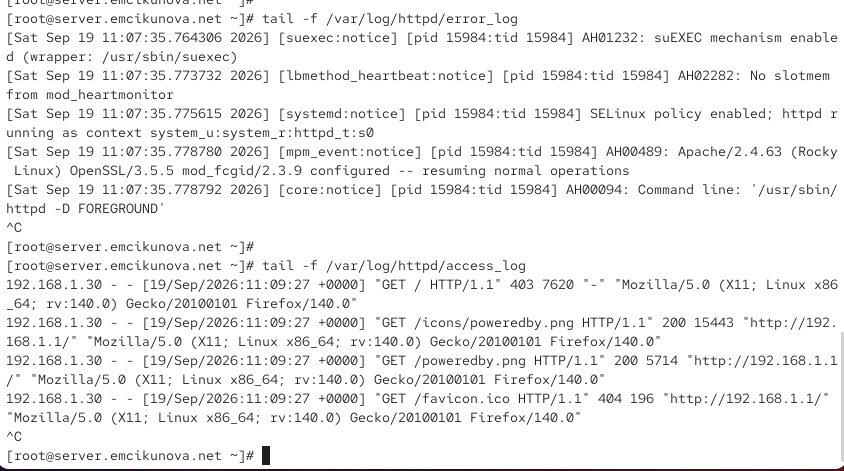 [root@server.emcikunova.net ~]#
[root@server.emcikunova.net ~]# tail -f /var/log/httpd/error_log
[Sat Sep 19 11:07:35.764306 2026] [suexec:notice] [pid 15984:tid 15984] AH01232: suEXEC mechanism enable
d (wrapper: /usr/sbin/suexec)
[Sat Sep 19 11:07:35.773732 2026] [lbmethod_heartbeat:notice] [pid 15984:tid 15984] AH02282: No slotmem
from mod_heartmonitor
[Sat Sep 19 11:07:35.775615 2026] [systemd:notice] [pid 15984:tid 15984] SELinux policy enabled; httpd r
unning as context system_u:system_r:httpd_t:s0
[Sat Sep 19 11:07:35.778780 2026] [mpm_event:notice] [pid 15984:tid 15984] AH00489: Apache/2.4.63 (Rocky
 Linux) OpenSSL/3.5.5 mod_fcgid/2.3.9 configured -- resuming normal operations
[Sat Sep 19 11:07:35.778792 2026] [core:notice] [pid 15984:tid 15984] AH00094: Command line: '/usr/sbin/
httpd -D FOREGROUND'
^C
[root@server.emcikunova.net ~]#
[root@server.emcikunova.net ~]# tail -f /var/log/httpd/access_log
192.168.1.30 - - [19/Sep/2026:11:09:27 +0000] "GET / HTTP/1.1" 403 7620 "-" "Mozilla/5.0 (X11; Linux x86
_64; rv:140.0) Gecko/20100101 Firefox/140.0"
192.168.1.30 - - [19/Sep/2026:11:09:27 +0000] "GET /icons/poweredby.png HTTP/1.1" 200 15443 "http://192.
168.1.1/" "Mozilla/5.0 (X11; Linux x86_64; rv:140.0) Gecko/20100101 Firefox/140.0"
192.168.1.30 - - [19/Sep/2026:11:09:27 +0000] "GET /poweredby.png HTTP/1.1" 200 5714 "http://192.168.1.1
/" "Mozilla/5.0 (X11; Linux x86_64; rv:140.0) Gecko/20100101 Firefox/140.0"
192.168.1.30 - - [19/Sep/2026:11:09:27 +0000] "GET /favicon.ico HTTP/1.1" 404 196 "http://192.168.1.1/"
"Mozilla/5.0 (X11; Linux x86_64; rv:140.0) Gecko/20100101 Firefox/140.0"
^C
[root@server.emcikunova.net ~]#